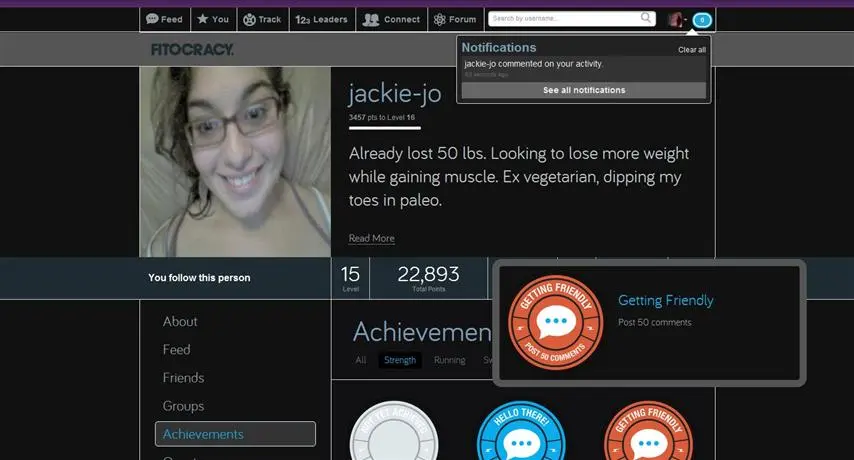 Feed
You
Track
123 Leaders
Connect
Forum
Search by username...
0
FITOCRACY.
Notifications
Clear all
jackie-jo commented on your activity.
See all notifications
jackie-jo
3457 pts to Level 16
Already lost 50 lbs. Looking to lose more weight
while gaining muscle. Ex vegetarian, dipping my
toes in paleo.
Read More
You follow this person
15
Level
22,893
Total Points
GETTING FRIENDLY
POST 50 COMMENTS
Getting Friendly
Post 50 comments
About
Feed
Friends
Groups
Achievements
Achievemen
All
Strength
Running
Sw
NOT YET ACHIEVED
HELLO THERE!
GETTING FRIENDLY